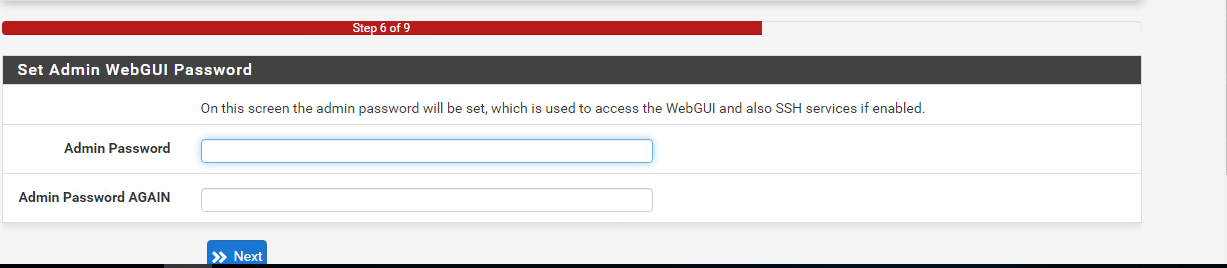 Step 6 of 9
Set Admin WebGUI Password
On this screen the admin password will be set, which is used to access the WebGUI and also SSH services if enabled.
Admin Password
Admin Password AGAIN
Next